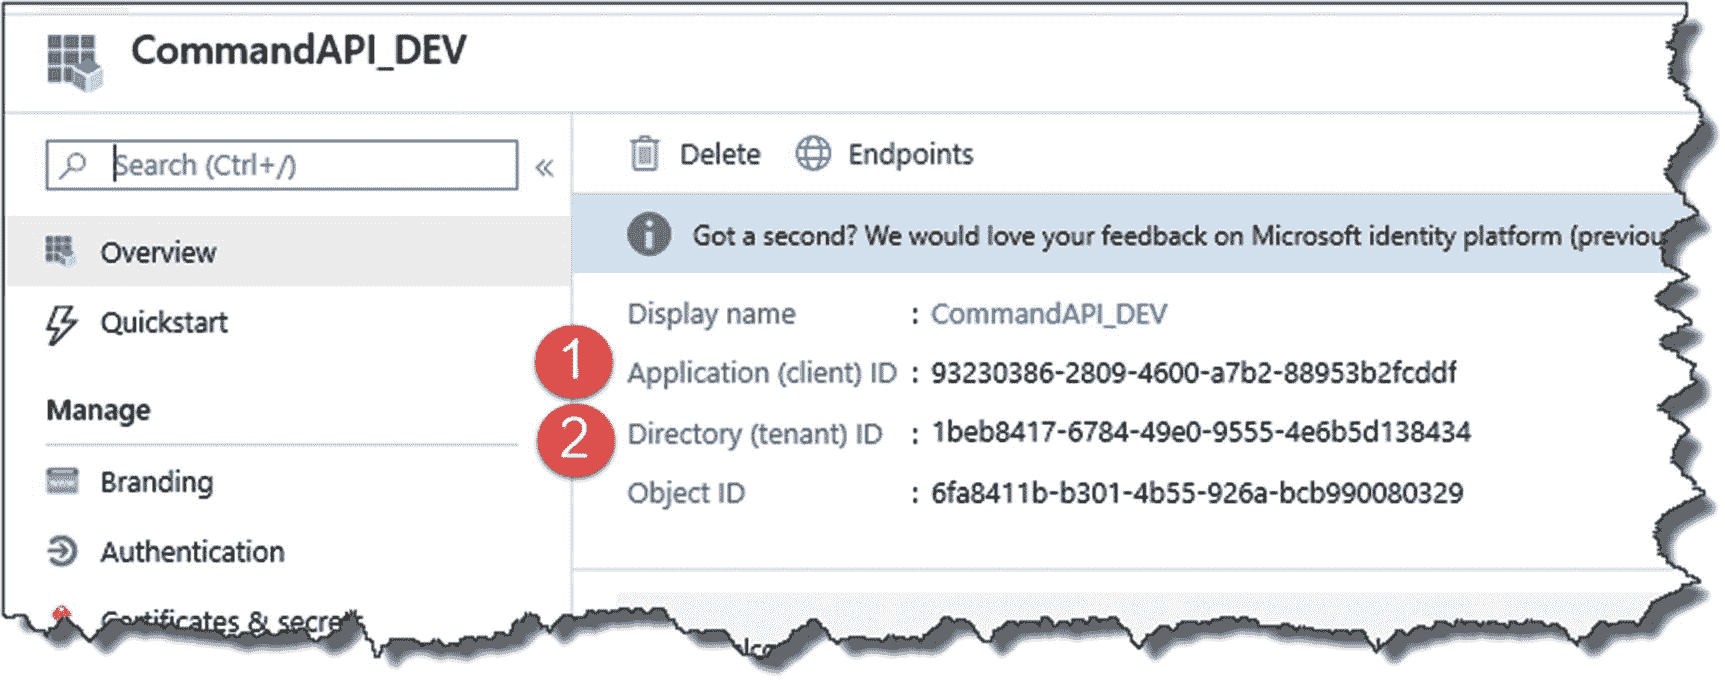 CommandAPI_DEV
Search (Ctrl+/)
«
Delete
Endpoints
Overview
Got a second? We would love your feedback on Microsoft identity platform (previou
Quickstart
Display name : CommandAPI_DEV
1
Application (client) ID : 93230386-2809-4600-a7b2-88953b2fcddf
2
Directory (tenant) ID : 1beb8417-6784-49e0-9555-4e6b5d138434
Object ID : 6fa8411b-b301-4b55-926a-bcb990080329
Manage
Branding
Authentication
Certificates & secre